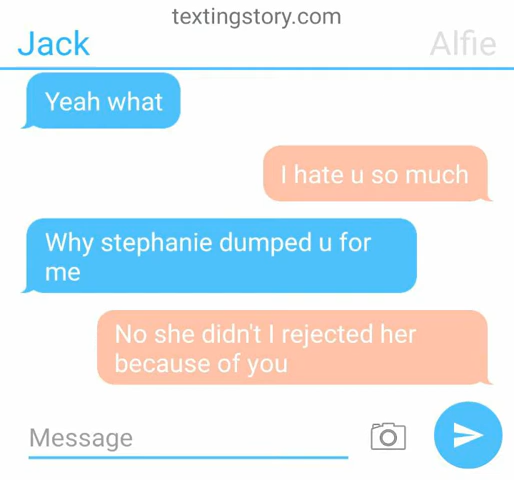 textingstory.com
Jack
Alfie
Yeah what
I hate u so much
Why stephanie dumped u for
me
No she didn't I rejected her
because of you
Message